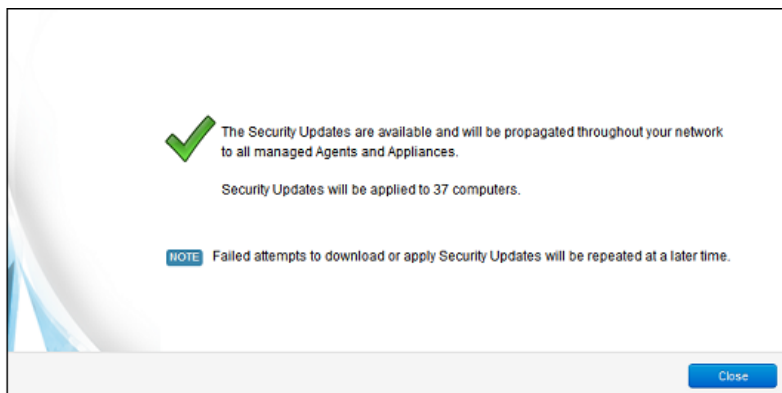 The Security Updates are available and will be propagated throughout your network
to all managed Agents and Appliances.
Security Updates will be applied to 37 computers.
NOTE Failed attempts to download or apply Security Updates will be repeated at a later time.
Close